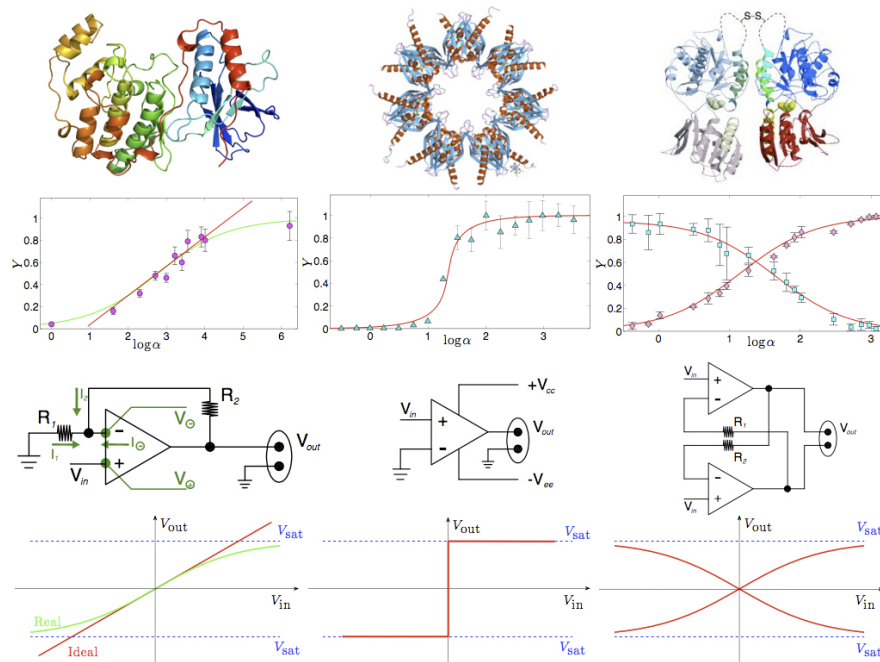 S-S
1
0.8
0.6
0.4
0.2
0
Y
0 1 2 3 4 5 6
log α
1
0.8
0.6
0.4
0.2
0
Y
0 1 2 3
log α
1
0.8
0.6
0.4
0.2
0
Y
0 1 2 3
log α
I₂
R₁
R₂
I₁
I⊖
V⊖
V⊕
Vin
Vout
−
+
+Vcc
Vin
+
−
Vout
-Vee
Vin
+
−
R₁
R₂
Vout
−
+
Vin
Vout
Vsat
Vin
Real
Ideal
Vsat
Vout
Vsat
Vin
Vsat
Vout
Vsat
Vin
Vsat